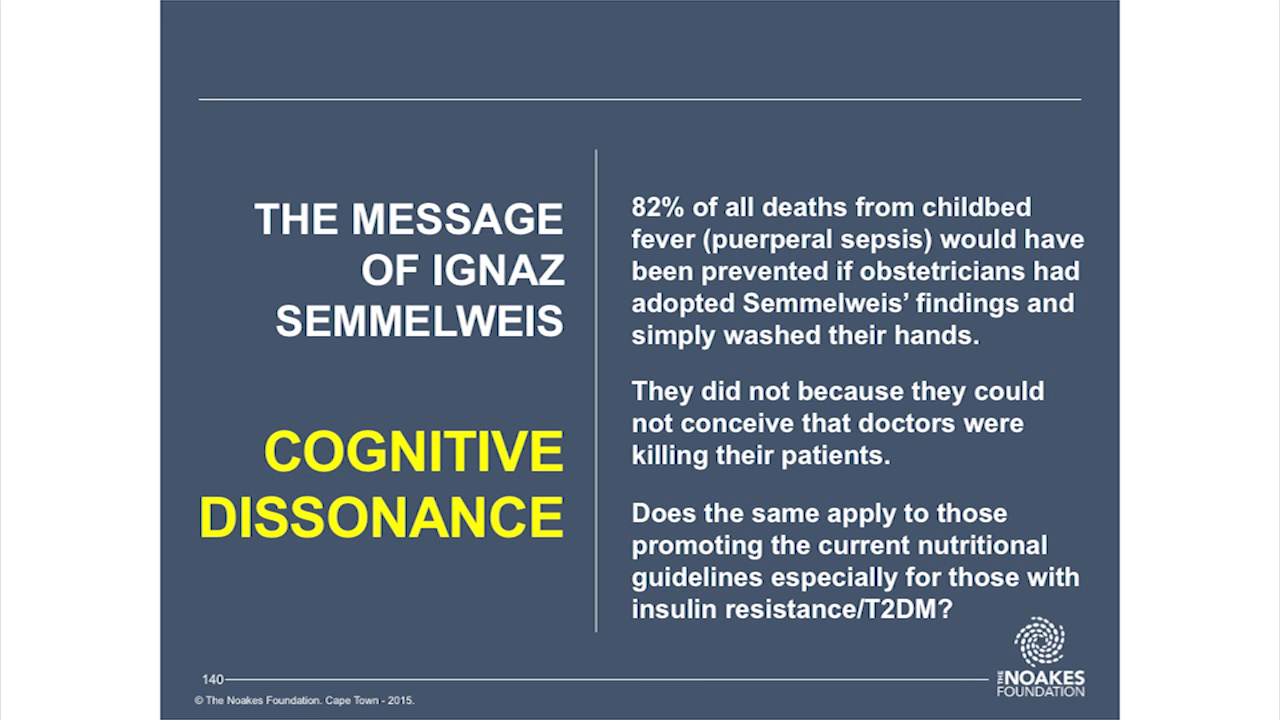 THE MESSAGE
OF IGNAZ
SEMMELWEIS
COGNITIVE
DISSONANCE
82% of all deaths from childbed
fever (puerperal sepsis) would have
been prevented if obstetricians had
adopted Semmelweis’ findings and
simply washed their hands.
They did not because they could
not conceive that doctors were
killing their patients.
Does the same apply to those
promoting the current nutritional
guidelines especially for those with
insulin resistance/T2DM?
140
© The Noakes Foundation. Cape Town - 2015.
THE NOAKES
FOUNDATION